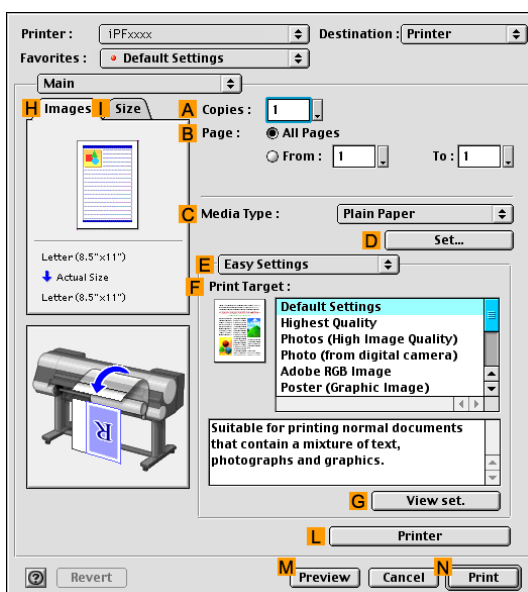 Printer : iPFxxxx Destination : Printer
Favorites : Default Settings
Main
H Images I Size
A Copies : 1
B Page : All Pages
From : 1 To : 1
C Media Type : Plain Paper
D Set...
Letter (8.5"x11")
Actual Size
Letter (8.5"x11")
E Easy Settings
F Print Target :
Default Settings
Highest Quality
Photos (High Image Quality)
Photo (from digital camera)
Adobe RGB Image
Poster (Graphic Image)
R
Suitable for printing normal documents
that contain a mixture of text,
photographs and graphics.
G View set.
L Printer
? Revert M Preview Cancel N Print